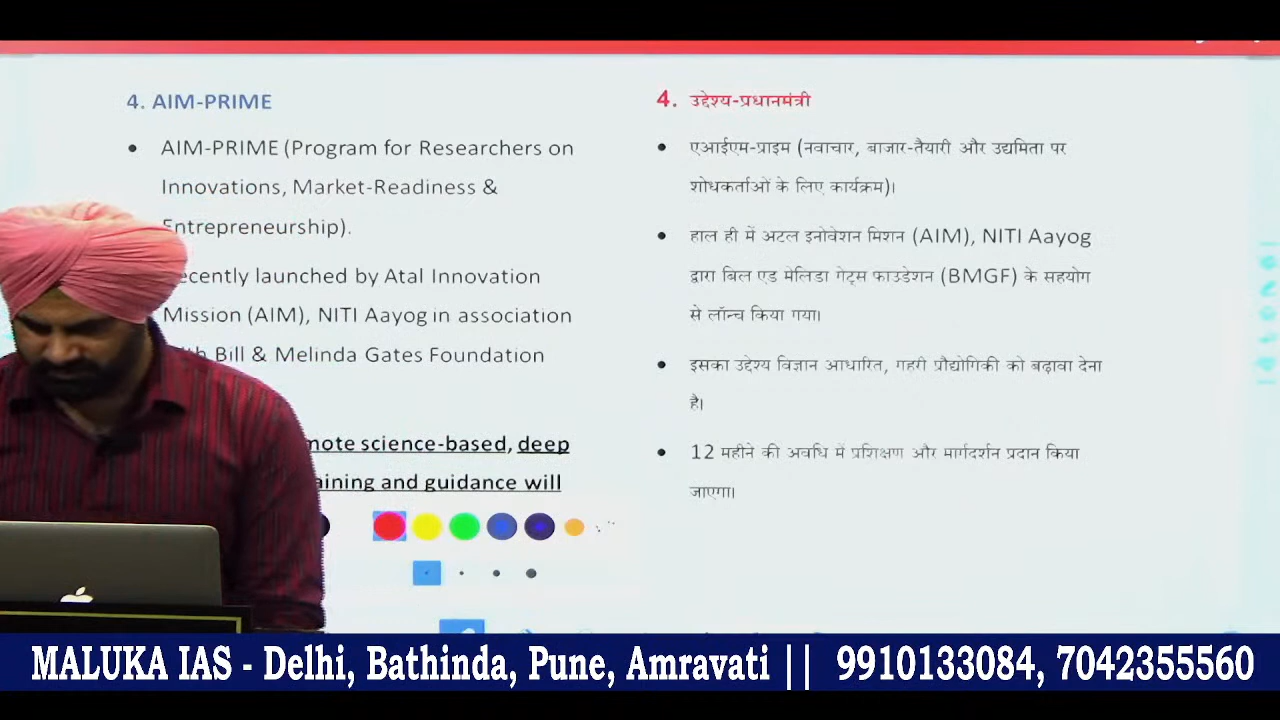 4. AIM-PRIME
• AIM-PRIME (Program for Researchers on
Innovations, Market-Readiness &
Entrepreneurship).
ecently launched by Atal Innovation
Mission (AIM), NITI Aayog in association
Bill & Melinda Gates Foundation
mote science-based, deep
aining and guidance will
4. उद्देश्य-प्रधानमंत्री
• एआईएम-प्राइम (नवाचार, बाजार-तैयारी और उद्यमिता पर
शोधकर्ताओं के लिए कार्यक्रम)।
• हाल ही में अटल इनोवेशन मिशन (AIM), NITI Aayog
द्वारा बिल एंड मेलिंडा गेट्स फाउंडेशन (BMGF) के सहयोग
से लॉन्च किया गया।
• इसका उद्देश्य विज्ञान आधारित, गहरी प्रौद्योगिकी को बढ़ावा देना
है।
• 12 महीने की अवधि में प्रशिक्षण और मार्गदर्शन प्रदान किया
जाएगा।
MALUKA IAS - Delhi, Bathinda, Pune, Amravati || 9910133084, 7042355560